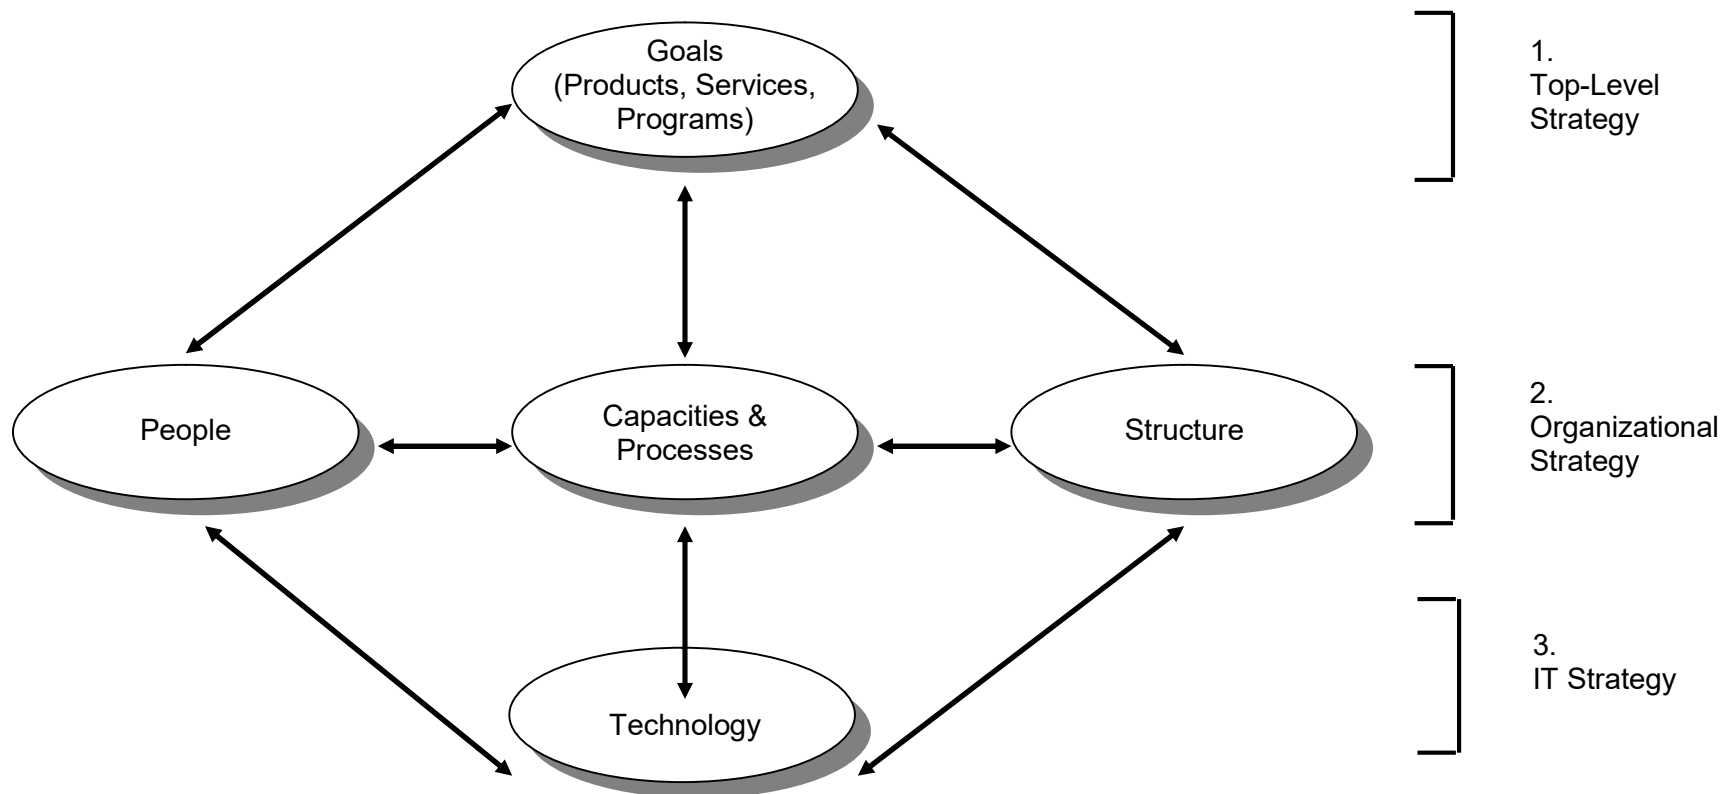 Goals
(Products, Services,
Programs)
1.
Top-Level
Strategy
People
Capacities &
Processes
Structure
2.
Organizational
Strategy
Technology
3.
IT Strategy